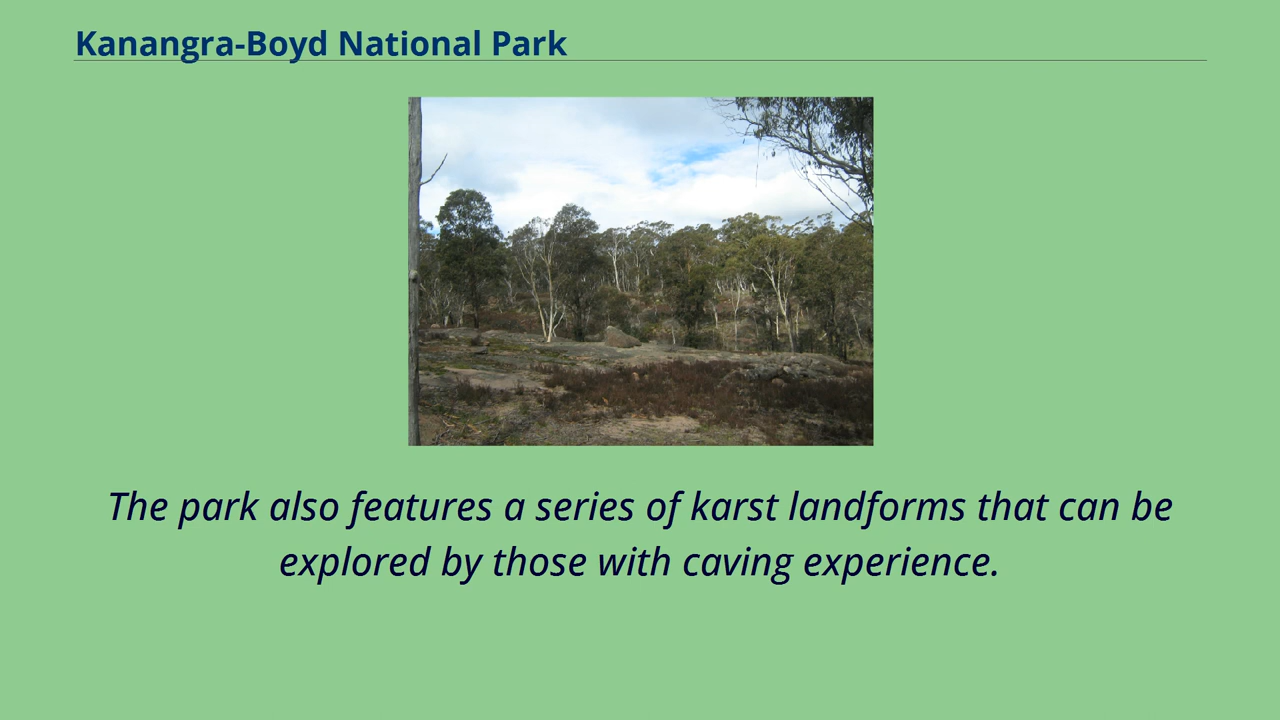 Kanangra-Boyd National Park
The park also features a series of karst landforms that can be
explored by those with caving experience.